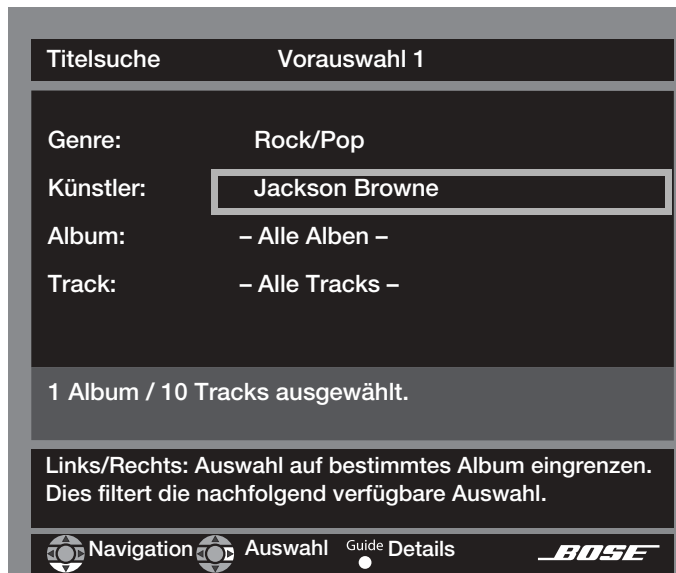 Titelsuche Vorauswahl 1
Genre: Rock/Pop
Künstler: Jackson Browne
Album: – Alle Alben –
Track: – Alle Tracks –
1 Album / 10 Tracks ausgewählt.
Links/Rechts: Auswahl auf bestimmtes Album eingrenzen.
Dies filtert die nachfolgend verfügbare Auswahl.
Navigation Auswahl Guide Details BOSE